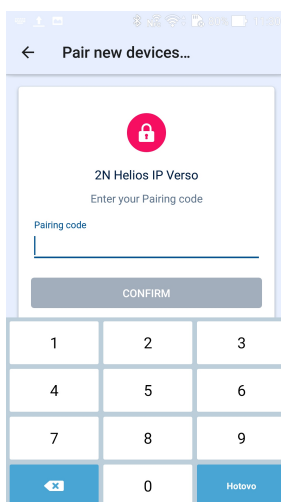 Pair new devices...
2N Helios IP Verso
Enter your Pairing code
Pairing code
CONFIRM
1 2 3
4 5 6
7 8 9
0 Hotovo